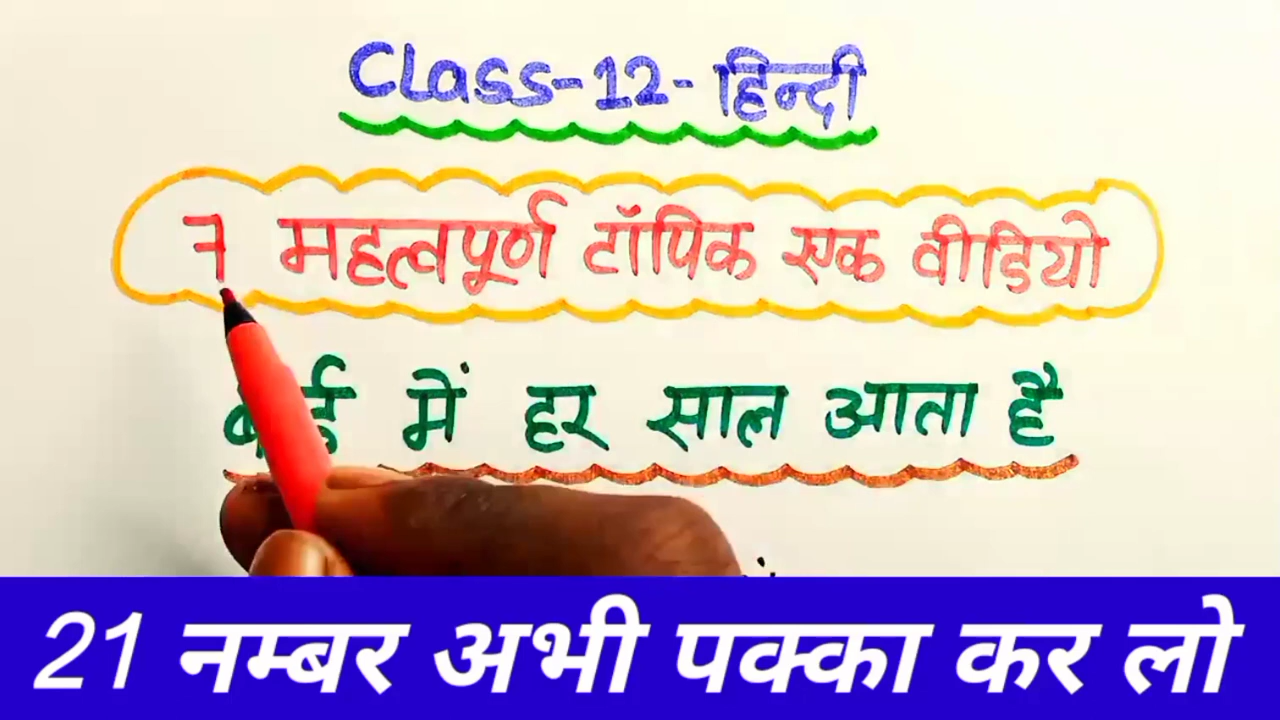 Class-12-हिन्दी
7 महत्वपूर्ण टॉपिक एक वीडियो
में हर साल आता है
21 नम्बर अभी पक्का कर लो